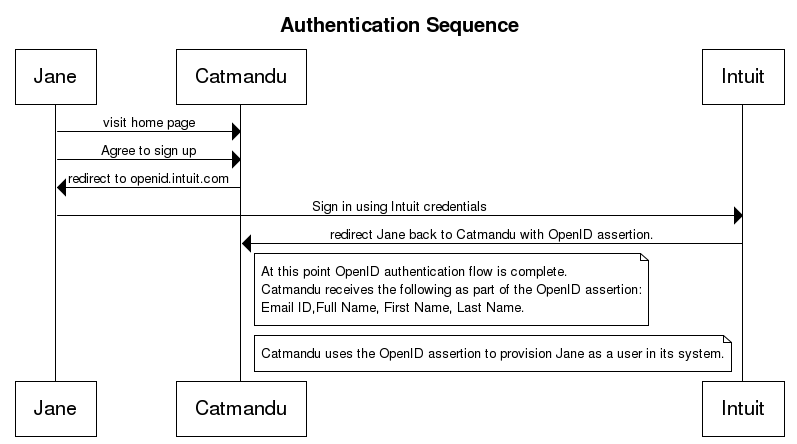 Authentication Sequence
Jane Catmandu Intuit
visit home page
Agree to sign up
redirect to openid.intuit.com
Sign in using Intuit credentials
redirect Jane back to Catmandu with OpenID assertion.
At this point OpenID authentication flow is complete.
Catmandu receives the following as part of the OpenID assertion:
Email ID,Full Name, First Name, Last Name.
Catmandu uses the OpenID assertion to provision Jane as a user in its system.
Jane Catmandu Intuit